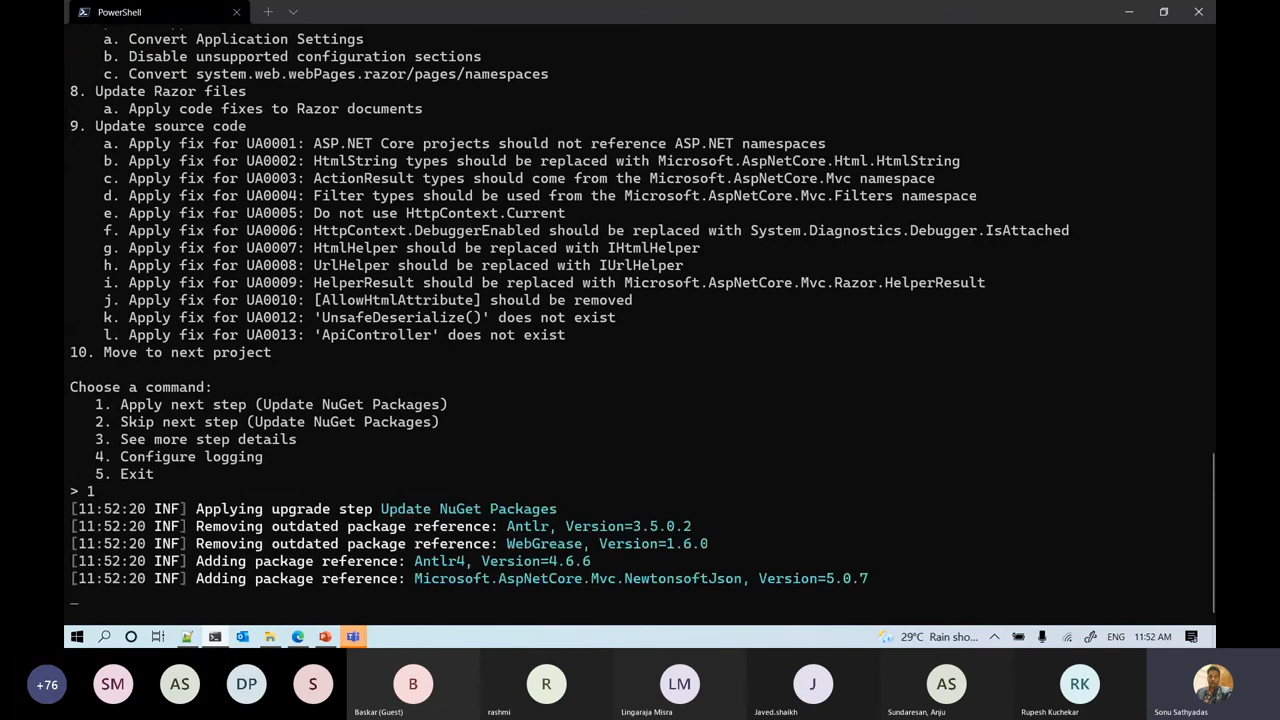 PowerShell
a. Convert Application Settings
b. Disable unsupported configuration sections
c. Convert system.web.webPages.razor/pages/namespaces
8. Update Razor files
a. Apply code fixes to Razor documents
9. Update source code
a. Apply fix for UA0001: ASP.NET Core projects should not reference ASP.NET namespaces
b. Apply fix for UA0002: HtmlString types should be replaced with Microsoft.AspNetCore.Html.HtmlString
c. Apply fix for UA0003: ActionResult types should come from the Microsoft.AspNetCore.Mvc namespace
d. Apply fix for UA0004: Filter types should be used from the Microsoft.AspNetCore.Mvc.Filters namespace
e. Apply fix for UA0005: Do not use HttpContext.Current
f. Apply fix for UA0006: HttpContext.DebuggerEnabled should be replaced with System.Diagnostics.Debugger.IsAttached
g. Apply fix for UA0007: HtmlHelper should be replaced with IHtmlHelper
h. Apply fix for UA0008: UrlHelper should be replaced with IUrlHelper
i. Apply fix for UA0009: HelperResult should be replaced with Microsoft.AspNetCore.Mvc.Razor.HelperResult
j. Apply fix for UA0010: [AllowHtmlAttribute] should be removed
k. Apply fix for UA0012: 'UnsafeDeserialize()' does not exist
l. Apply fix for UA0013: 'ApiController' does not exist
10. Move to next project
Choose a command:
1. Apply next step (Update NuGet Packages)
2. Skip next step (Update NuGet Packages)
3. See more step details
4. Configure logging
5. Exit
> 1
[11:52:20 INF] Applying upgrade step Update NuGet Packages
[11:52:20 INF] Removing outdated package reference: Antlr, Version=3.5.0.2
[11:52:20 INF] Removing outdated package reference: WebGrease, Version=1.6.0
[11:52:20 INF] Adding package reference: Antlr4, Version=4.6.6
[11:52:20 INF] Adding package reference: Microsoft.AspNetCore.Mvc.NewtonsoftJson, Version=5.0.7
29°C Rain sho... ENG 11:52 AM
+76 SM AS DP S B R LM J AS RK
Baskar (Guest) rashmi Lingaraja Misra Javed.shaikh Sundaresan, Anju Rupesh Kuchekar Sonu Sathyadas